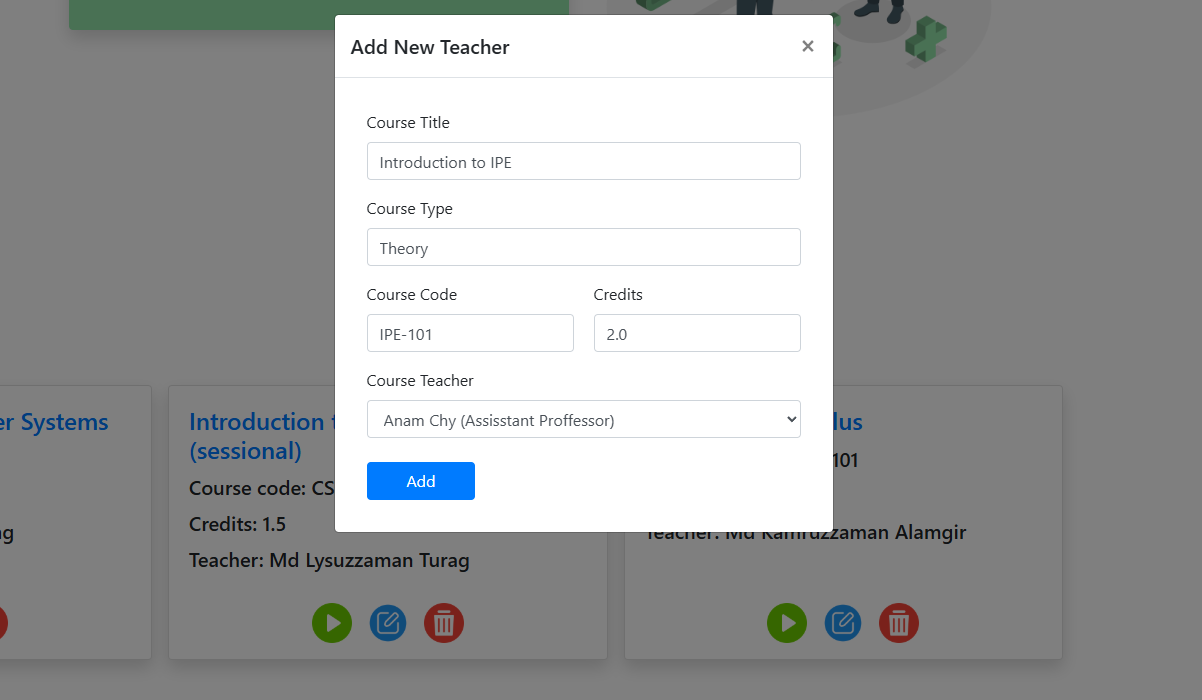 Add New Teacher ×
Course Title
Introduction to IPE
Course Type
Theory
Course Code Credits
IPE-101 2.0
Course Teacher
Anam Chy (Assisstant Proffessor)
Add
er Systems
Introduction
(sessional)
Course code: CS
Credits: 1.5
Teacher: Md Lysuzzaman Turag
lus
101
Teacher: Md Kamruzzaman Alamgir
g